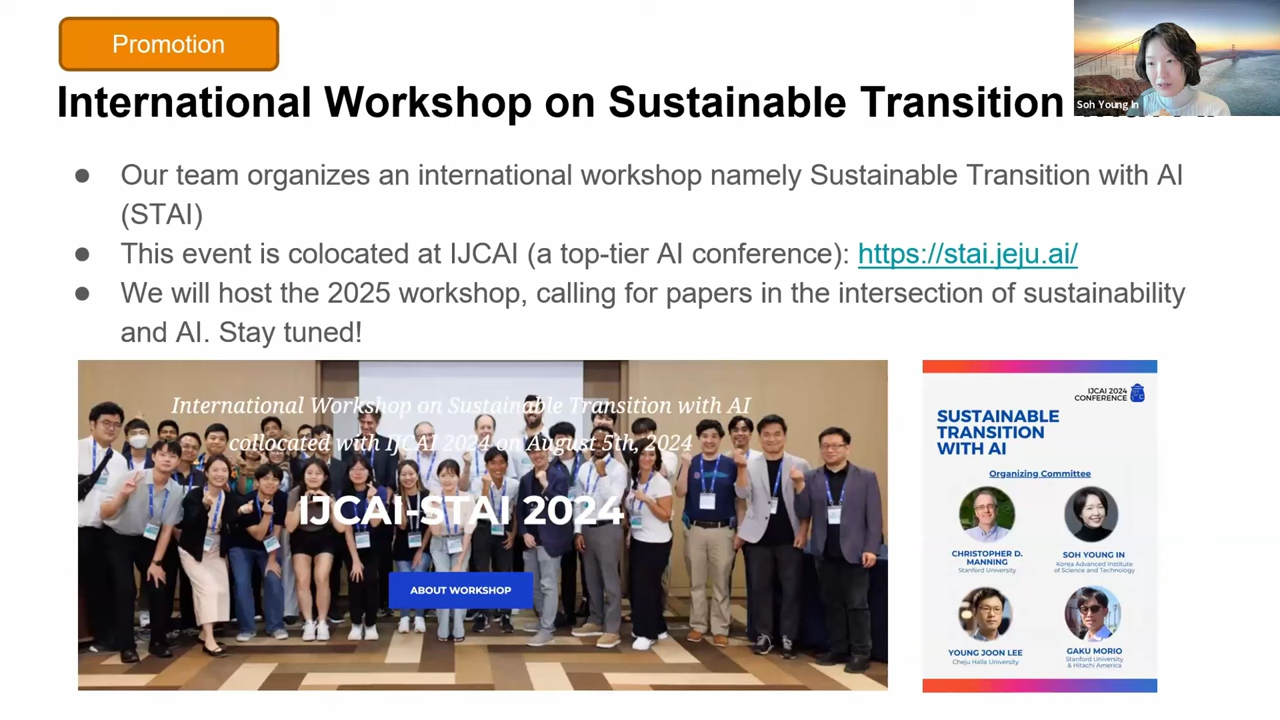 Promotion
Soh Young In
International Workshop on Sustainable Transition
● Our team organizes an international workshop namely Sustainable Transition with AI
(STAI)
● This event is colocated at IJCAI (a top-tier AI conference): https://stai.jeju.ai/
● We will host the 2025 workshop, calling for papers in the intersection of sustainability
and AI. Stay tuned!
International Workshop on Sustainable Transition with AI
collocated with IJCAI 2024 on August 5th, 2024
IJCAI-STAI 2024
ABOUT WORKSHOP
IJCAI 2024
CONFERENCE
SUSTAINABLE
TRANSITION
WITH AI
Organizing Committee
CHRISTOPHER D.
MANNING
Stanford University
SOH YOUNG IN
Korea Advanced Institute
of Science and Technology
YOUNG JOON LEE
Cheju Halla University
GAKU MORIO
Stanford University
& Hitachi America